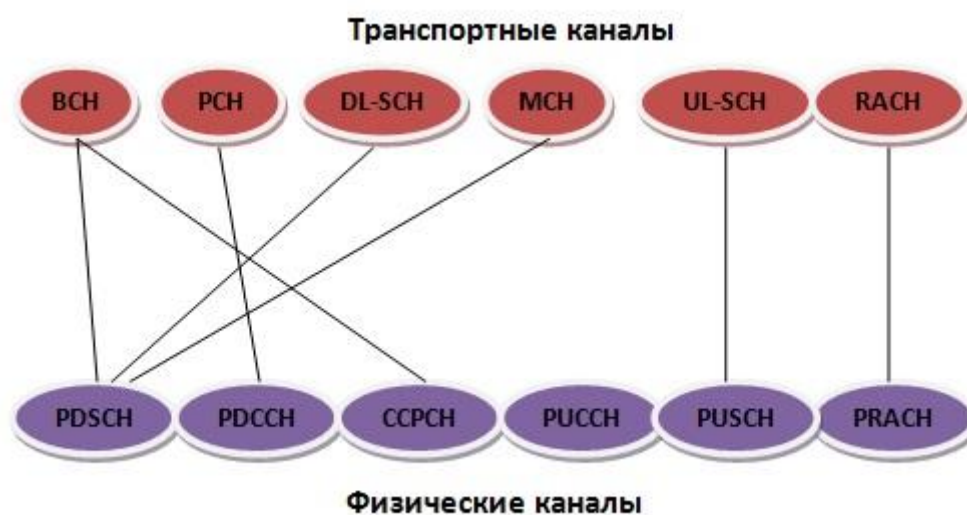 Транспортные каналы
BCH PCH DL-SCH MCH UL-SCH RACH
PDSCH PDCCH CCPCH PUCCH PUSCH PRACH
Физические каналы